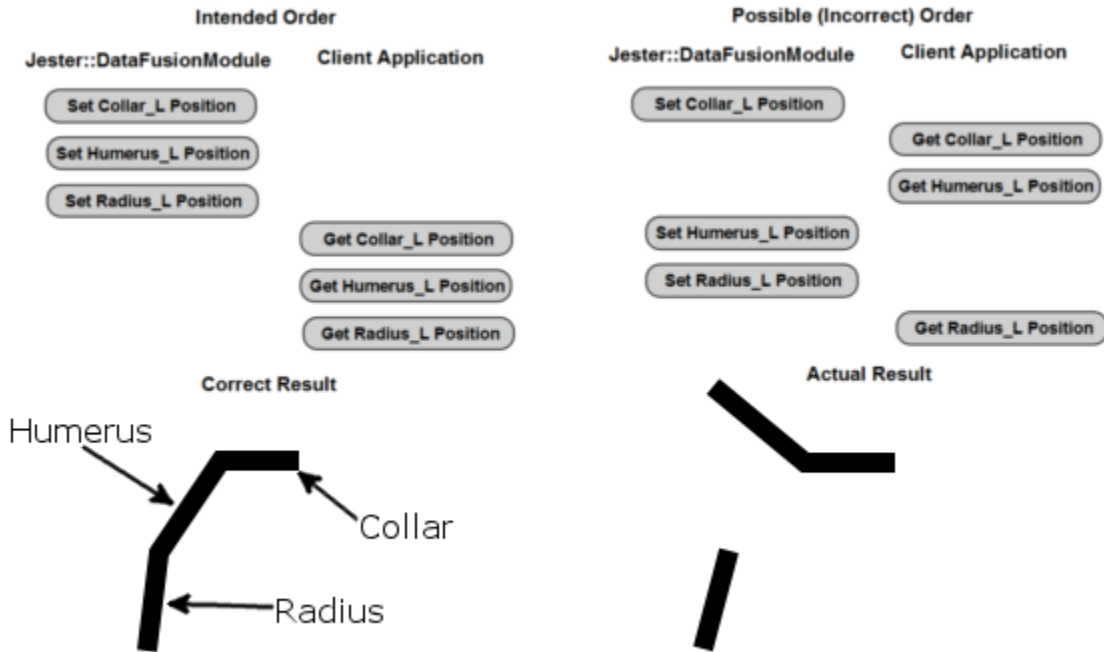 Intended Order
Jester::DataFusionModule
Client Application
Set Collar_L Position
Set Humerus_L Position
Set Radius_L Position
Get Collar_L Position
Get Humerus_L Position
Get Radius_L Position
Correct Result
Humerus
Collar
Radius
Possible (Incorrect) Order
Jester::DataFusionModule
Client Application
Set Collar_L Position
Get Collar_L Position
Get Humerus_L Position
Set Humerus_L Position
Set Radius_L Position
Get Radius_L Position
Actual Result